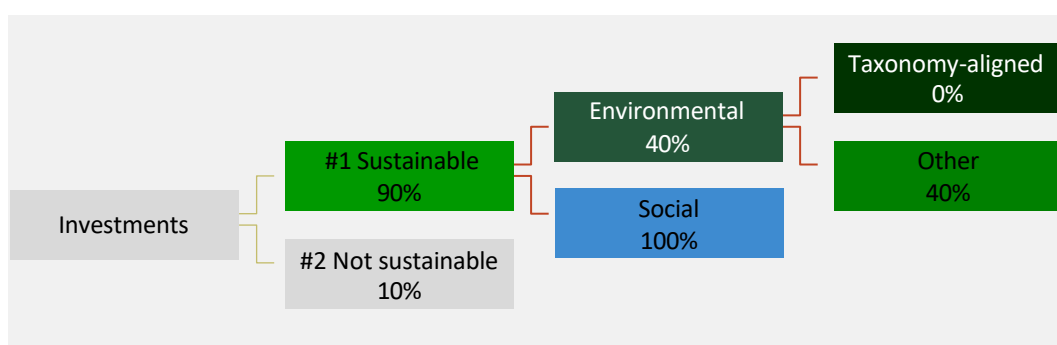 Investments
#1 Sustainable
90%
#2 Not sustainable
10%
Environmental
40%
Social
100%
Taxonomy-aligned
0%
Other
40%